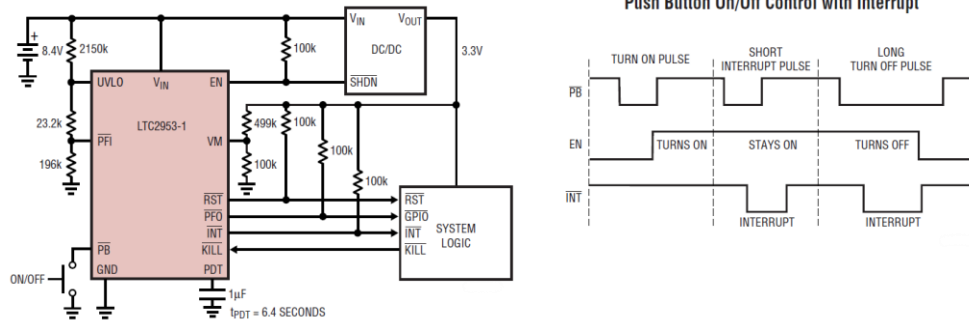 Push Button On/Off Control with Interrupt
VIN
VOUT
DC/DC
SHDN
8.4V
2150k
100k
3.3V
UVLO
VIN
EN
LTC2953-1
23.2k
PFI
VM
499k
100k
196k
100k
100k
100k
RST
RST
PFO
GPIO
INT
INT
SYSTEM
LOGIC
KILL
KILL
PB
GND
PDT
ON/OFF
1µF
tPDT = 6.4 SECONDS
TURN ON PULSE
SHORT
INTERRUPT PULSE
LONG
TURN OFF PULSE
PB
EN
TURNS ON
STAYS ON
TURNS OFF
INT
INTERRUPT
INTERRUPT